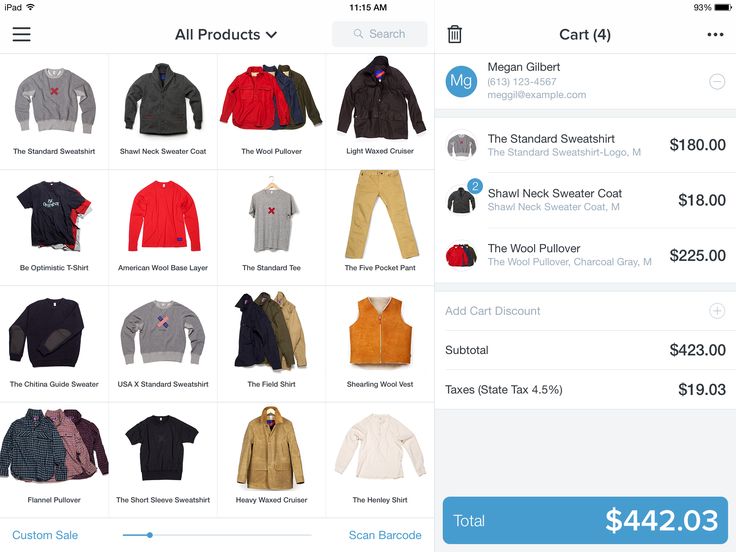 iPad
11:15 AM
93%
All Products
Search
Cart (4)
Mg
Megan Gilbert
(613) 123-4567
meggil@example.com
The Standard Sweatshirt
Shawl Neck Sweater Coat
The Wool Pullover
Light Waxed Cruiser
Be Optimistic T-Shirt
American Wool Base Layer
The Standard Tee
The Five Pocket Pant
The Chitina Guide Sweater
USA X Standard Sweatshirt
The Field Shirt
Shearling Wool Vest
Flannel Pullover
The Short Sleeve Sweatshirt
Heavy Waxed Cruiser
The Henley Shirt
Custom Sale
Scan Barcode
The Standard Sweatshirt
The Standard Sweatshirt-Logo, M
$180.00
2
Shawl Neck Sweater Coat
Shawl Neck Sweater Coat, M
$18.00
The Wool Pullover
The Wool Pullover, Charcoal Gray, M
$225.00
Add Cart Discount
Subtotal
$423.00
Taxes (State Tax 4.5%)
$19.03
Total
$442.03